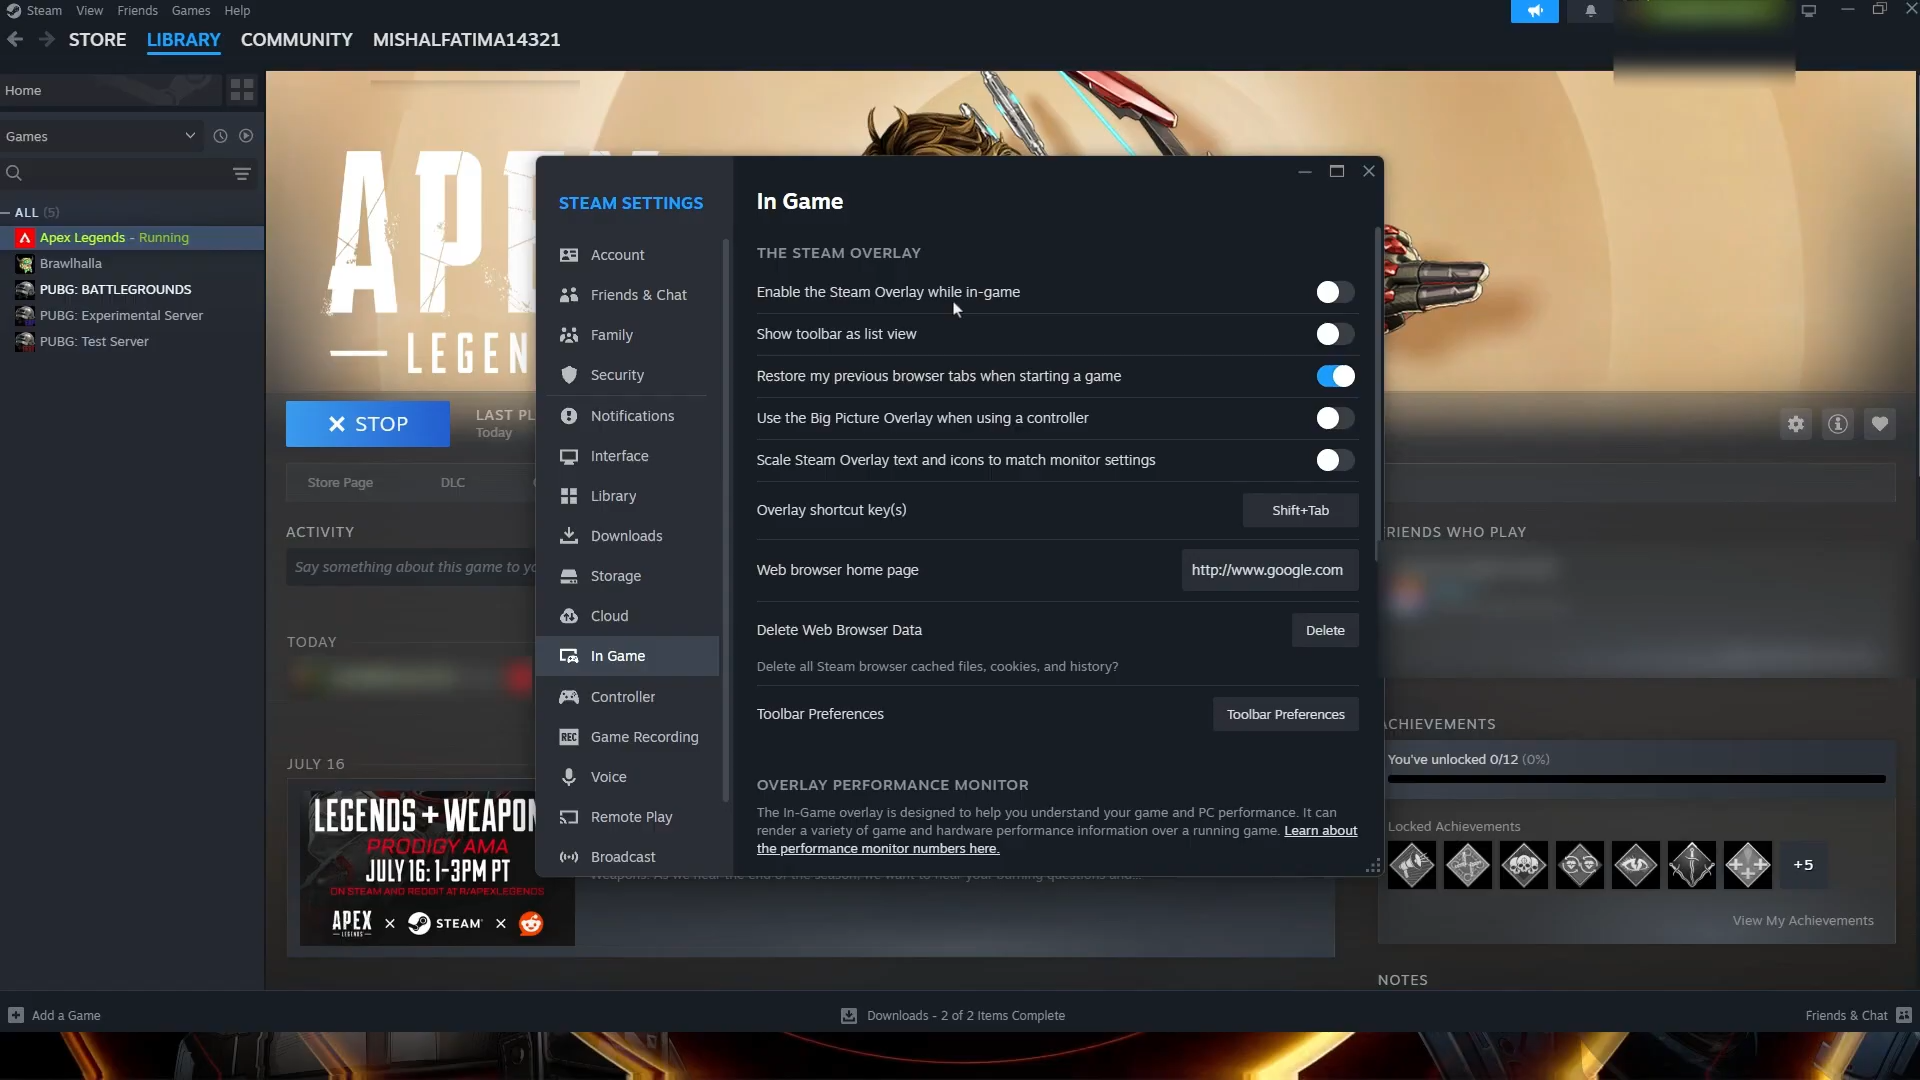 Steam View Friends Games Help
STORE LIBRARY COMMUNITY MISHALFATIMA14321
Home
Games
ALL (5)
Apex Legends - Running
Brawlhalla
PUBG: BATTLEGROUNDS
PUBG: Experimental Server
PUBG: Test Server
LEGEN
STOP
LAST PL
Today
Store Page DLC
ACTIVITY
Say something about this game to yo
TODAY
JULY 16
LEGENDS + WEAPON
PRODIGY AMA
JULY 16: 1-3PM PT
ON STEAM AND REDDIT AT R/APEXLEGENDS
APEX LEGENDS X STEAM X
STEAM SETTINGS
Account
Friends & Chat
Family
Security
Notifications
Interface
Library
Downloads
Storage
Cloud
In Game
Controller
REC Game Recording
Voice
Remote Play
Broadcast
In Game
THE STEAM OVERLAY
Enable the Steam Overlay while in-game
Show toolbar as list view
Restore my previous browser tabs when starting a game
Use the Big Picture Overlay when using a controller
Scale Steam Overlay text and icons to match monitor settings
Overlay shortcut key(s) Shift+Tab
Web browser home page http://www.google.com
Delete Web Browser Data Delete
Delete all Steam browser cached files, cookies, and history?
Toolbar Preferences Toolbar Preferences
OVERLAY PERFORMANCE MONITOR
The In-Game overlay is designed to help you understand your game and PC performance. It can
render a variety of game and hardware performance information over a running game. Learn about
the performance monitor numbers here.
RIENDS WHO PLAY
ACHIEVEMENTS
You've unlocked 0/12 (0%)
Locked Achievements
+5
View My Achievements
NOTES
Add a Game
Downloads - 2 of 2 Items Complete
Friends & Chat